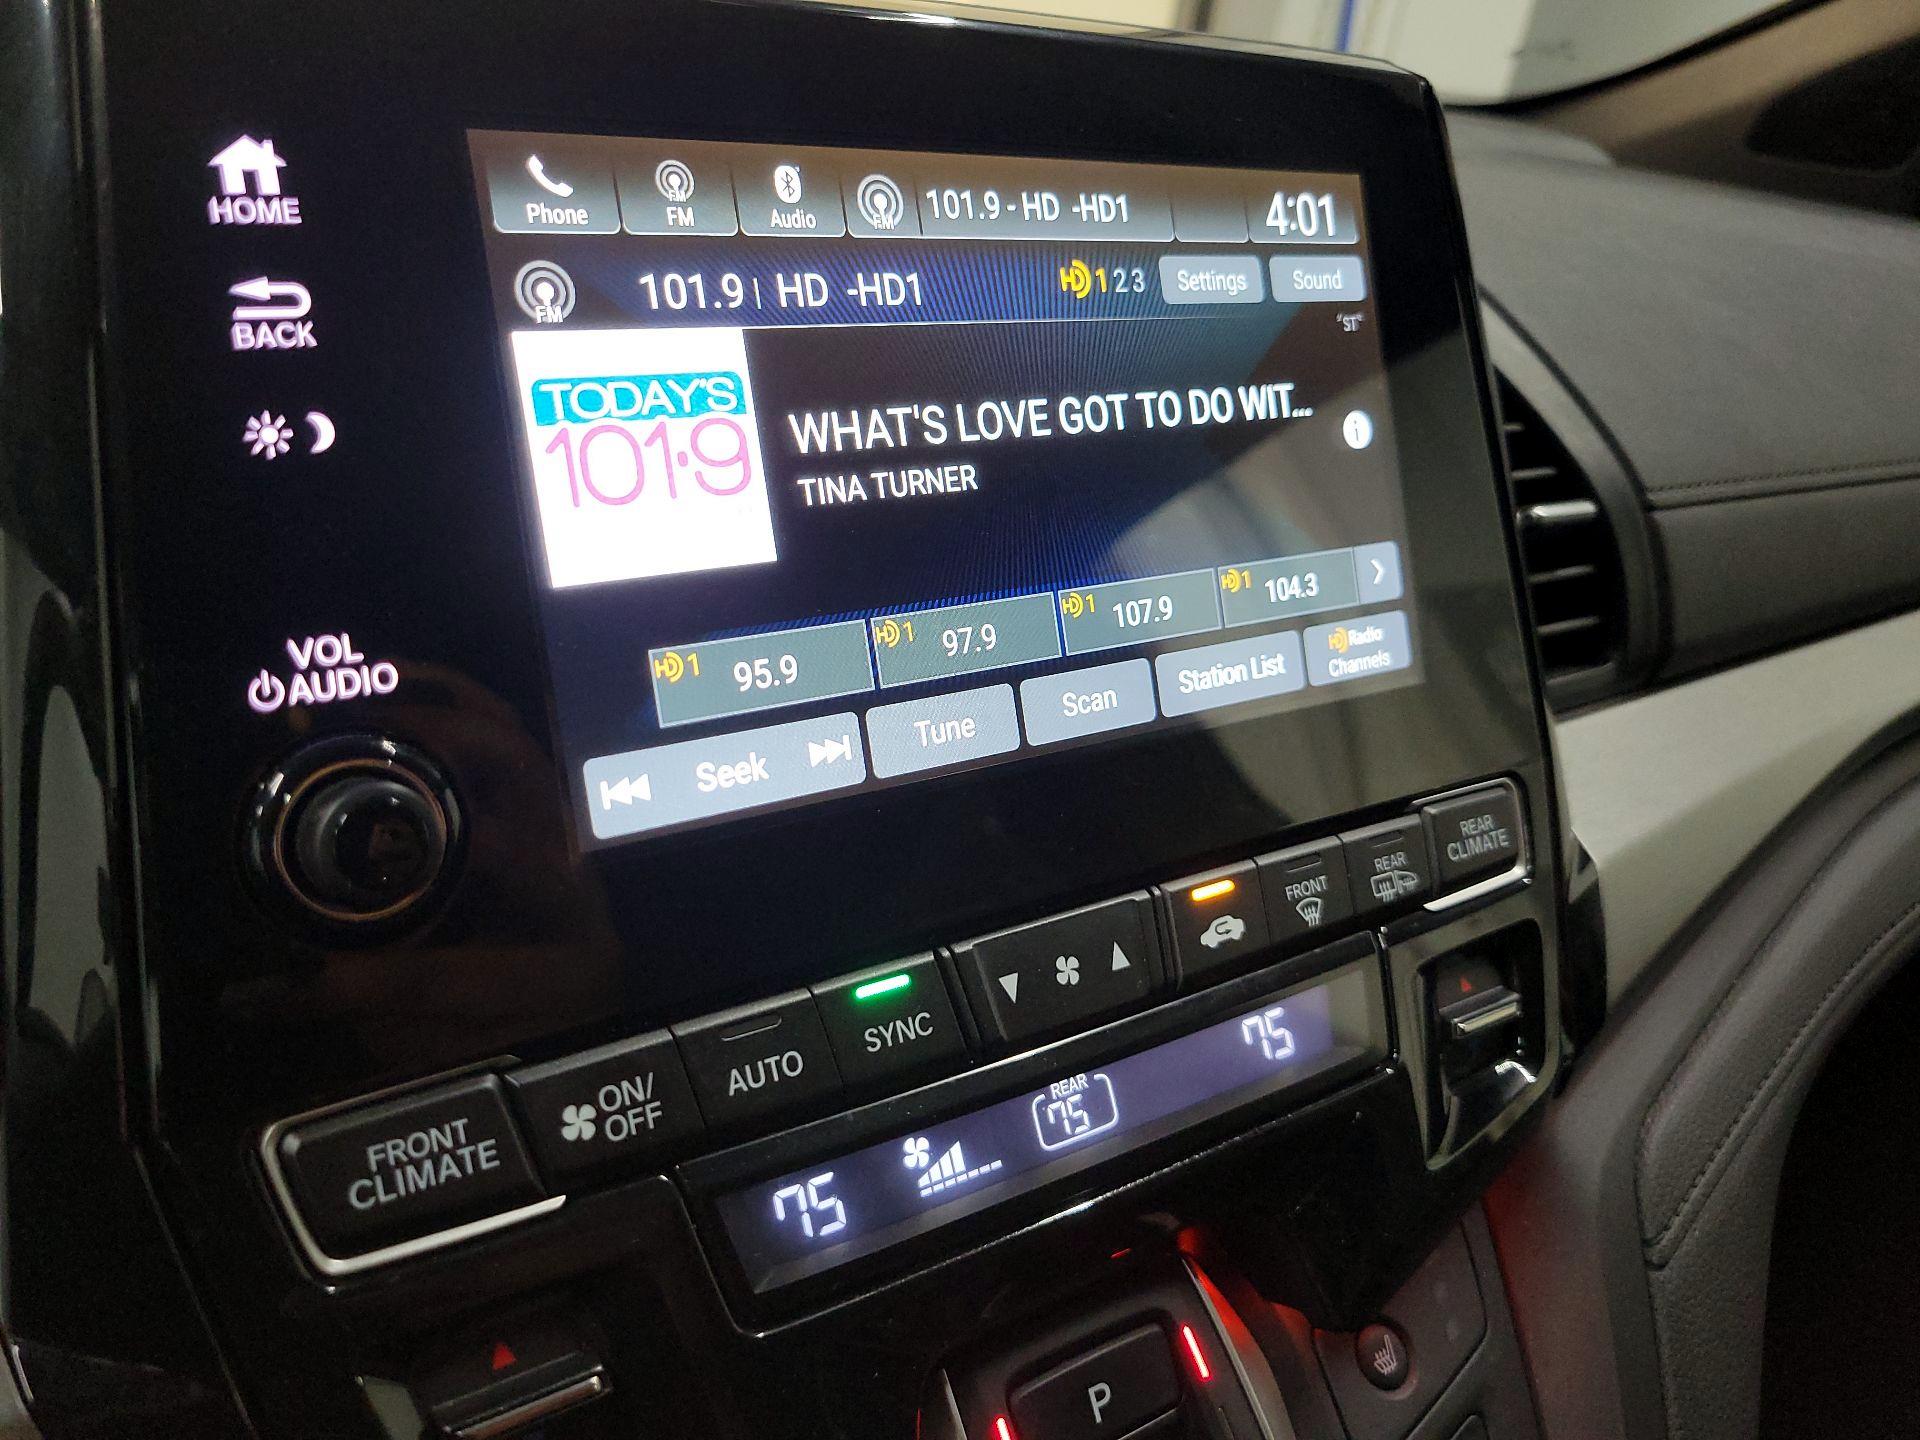 HOME
BACK
VOL
AUDIO
Phone
FM
FM
Audio
FM
101.9 - HD -HD1
4:01
FM
101.9| HD -HD1
HD 1 2 3
Settings
Sound
"ST"
TODAY'S
101.9
WHAT'S LOVE GOT TO DO WIT...
TINA TURNER
i
HD 1 95.9
HD 1 97.9
HD 1 107.9
HD 1 104.3
Seek
Tune
Scan
Station List
HD Radio
Channels
FRONT
CLIMATE
ON/
OFF
AUTO
SYNC
FRONT
REAR
REAR
CLIMATE
75
REAR
75
75
P